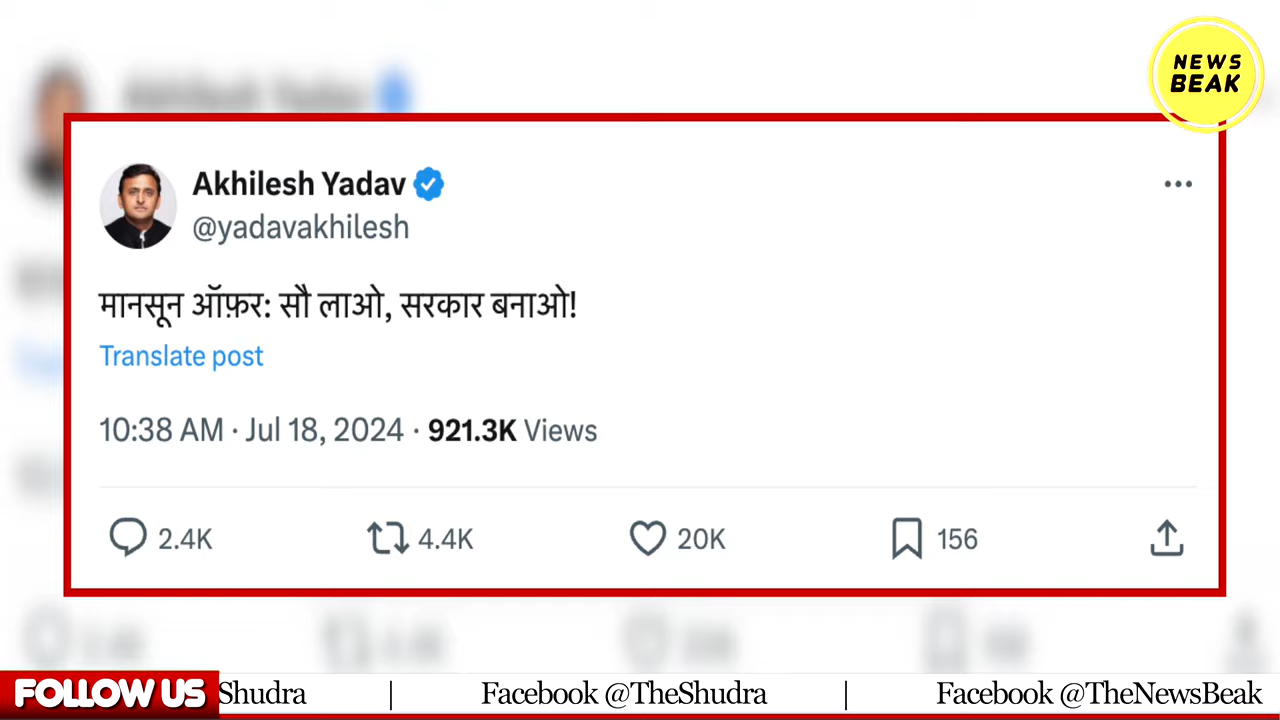 NEWS
BEAK
Akhilesh Yadav
@yadavakhilesh
मानसून ऑफ़र: सौ लाओ, सरकार बनाओ!
Translate post
10:38 AM · Jul 18, 2024 · 921.3K Views
2.4K 4.4K 20K 156
FOLLOW US Shudra | Facebook @TheShudra | Facebook @TheNewsBeak